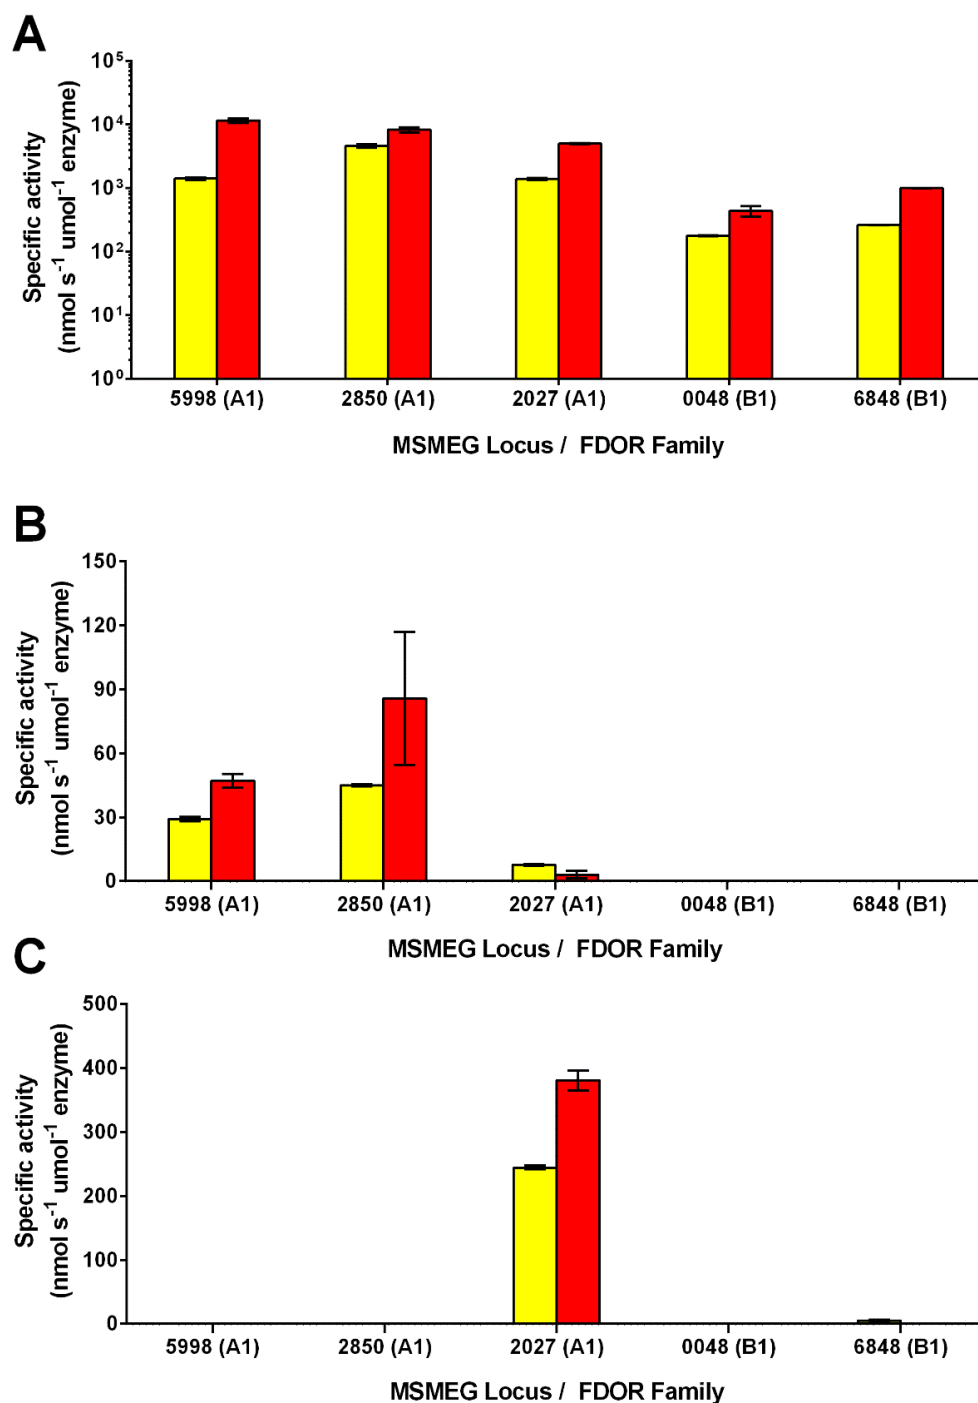 A
Specific activity
(nmol s⁻¹ umol⁻¹ enzyme)
10⁵
10⁴
10³
10²
10¹
10⁰
5998 (A1) 2850 (A1) 2027 (A1) 0048 (B1) 6848 (B1)
MSMEG Locus / FDOR Family
B
Specific activity
(nmol s⁻¹ umol⁻¹ enzyme)
150
120
90
60
30
0
5998 (A1) 2850 (A1) 2027 (A1) 0048 (B1) 6848 (B1)
MSMEG Locus / FDOR Family
C
Specific activity
(nmol s⁻¹ umol⁻¹ enzyme)
500
400
300
200
100
0
5998 (A1) 2850 (A1) 2027 (A1) 0048 (B1) 6848 (B1)
MSMEG Locus / FDOR Family